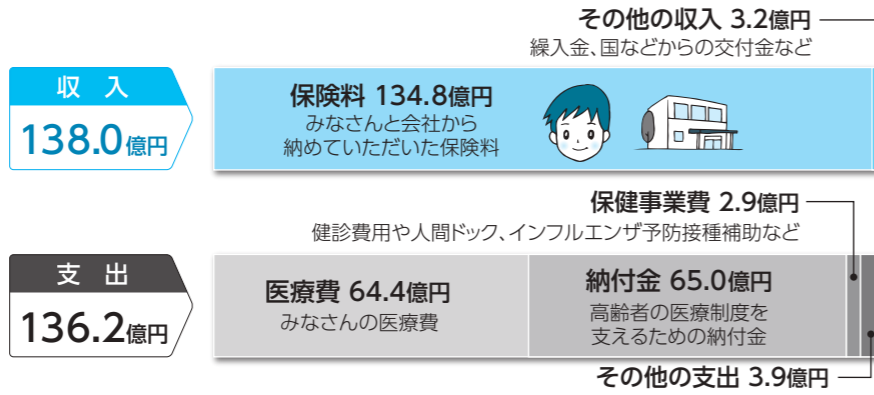 その他の収入 3.2億円
繰入金、国などからの交付金など
収 入
138.0億円
保険料 134.8億円
みなさんと会社から
納めていただいた保険料
保健事業費 2.9億円
健診費用や人間ドック、インフルエンザ予防接種補助など
支 出
136.2億円
医療費 64.4億円
みなさんの医療費
納付金 65.0億円
高齢者の医療制度を
支えるための納付金
その他の支出 3.9億円